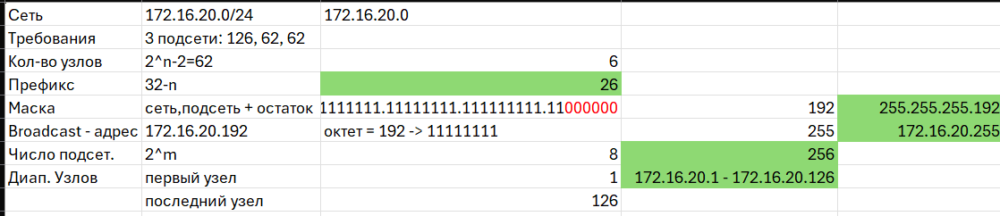 Сеть 172.16.20.0/24 172.16.20.0
Требования 3 подсети: 126, 62, 62
Кол-во узлов 2^n-2=62 6
Префикс 32-n 26
Маска сеть,подсеть + остаток 1111111.11111111.111111111.11000000 192 255.255.255.192
Broadcast - адрес 172.16.20.192 октет = 192 -> 11111111 255 172.16.20.255
Число подсет. 2^m 8 256
Диап. Узлов первый узел 1 172.16.20.1 - 172.16.20.126
последний узел 126